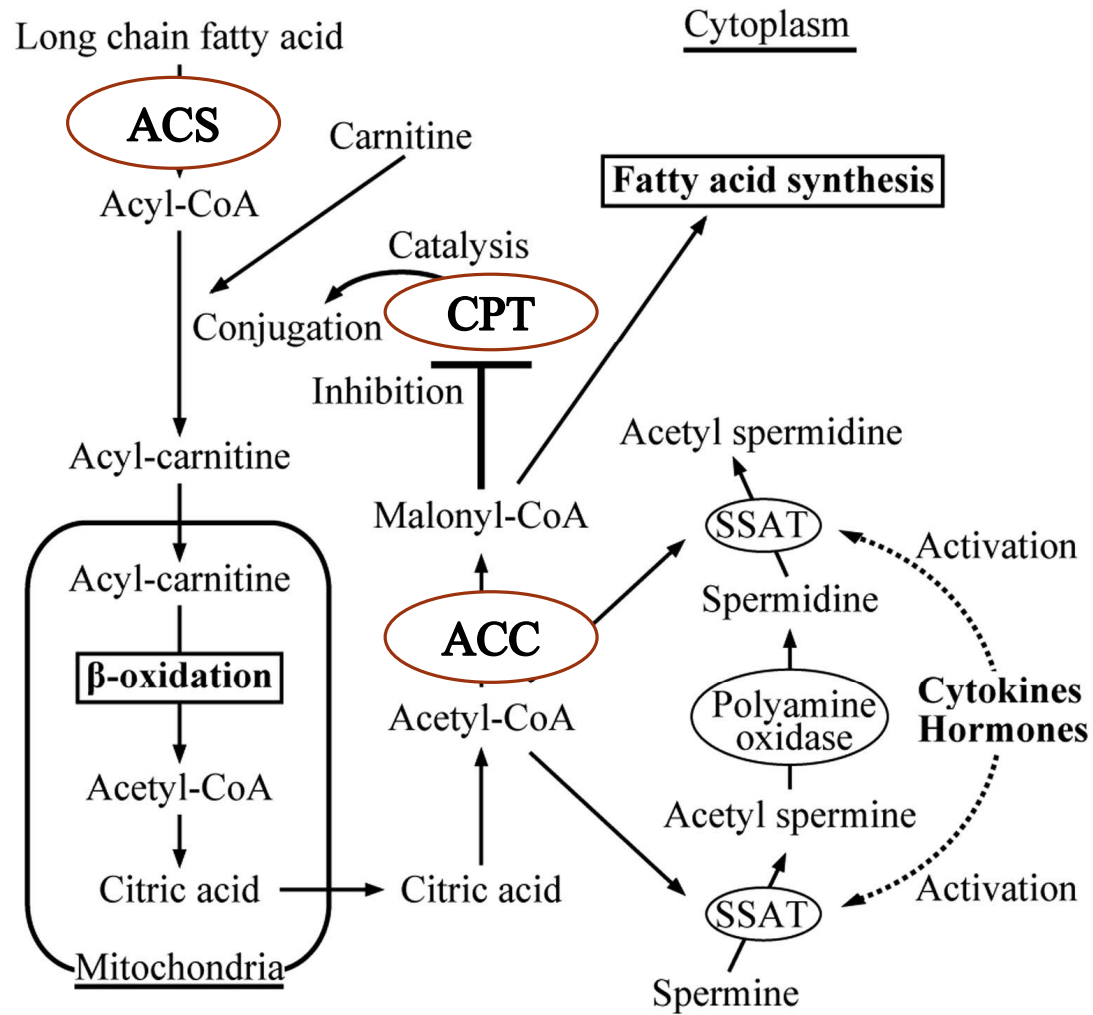 Long chain fatty acid
Cytoplasm
ACS
Carnitine
Fatty acid synthesis
Acyl-CoA
Catalysis
CPT
Conjugation
Inhibition
Acyl-carnitine
Acetyl spermidine
Malonyl-CoA
SSAT
Activation
Acyl-carnitine
Spermidine
ACC
β-oxidation
Acetyl-CoA
Polyamine
oxidase
Cytokines
Hormones
Acetyl-CoA
Acetyl spermine
Citric acid
Citric acid
SSAT
Activation
Mitochondria
Spermine